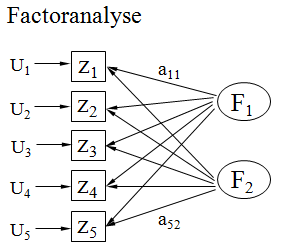 Factoranalyse
U1 Z1 a11
U2 Z2 F1
U3 Z3
U4 Z4 F2
U5 Z5 a52